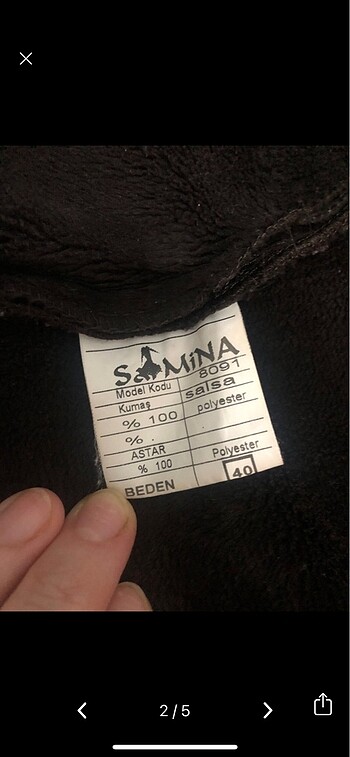 SAMiNA
Model Kodu 8091
Kumaş salsa
% 100 polyester
% .
ASTAR Polyester
% 100
BEDEN 40
2/5